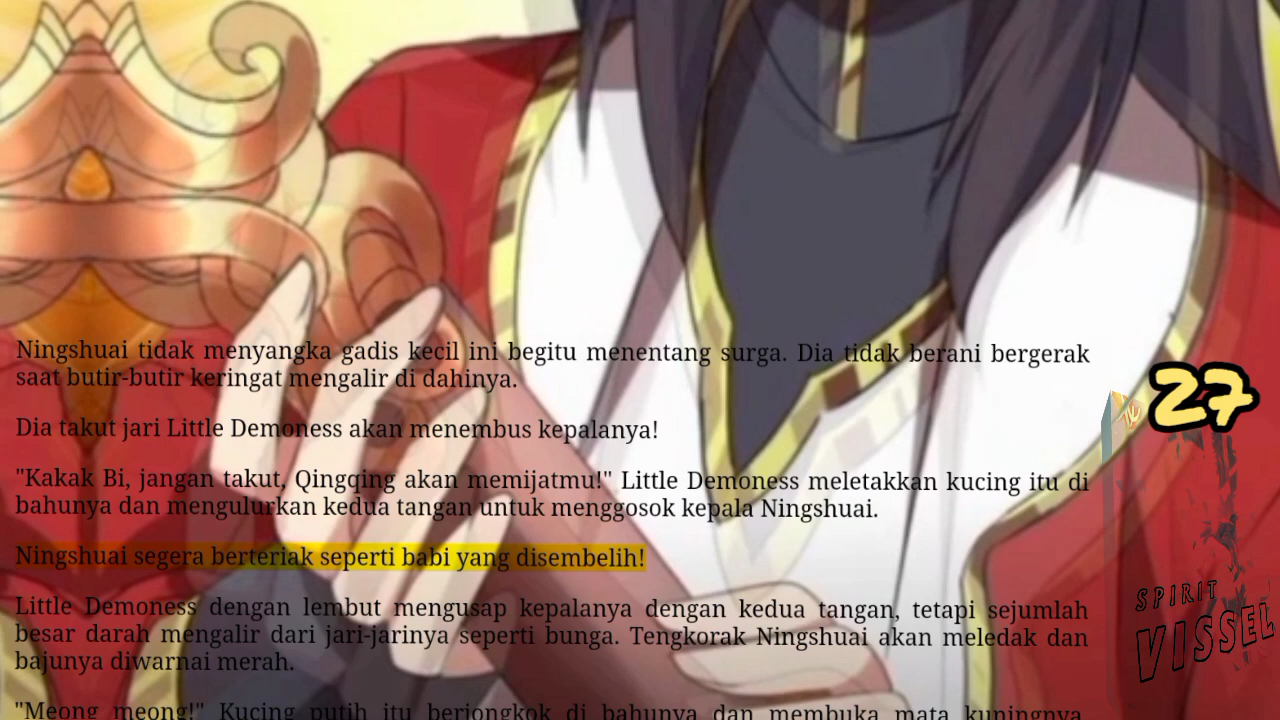 Ningshuai tidak menyangka gadis kecil ini begitu menentang surga. Dia tidak berani bergerak
saat butir-butir keringat mengalir di dahinya.
Dia takut jari Little Demoness akan menembus kepalanya!
"Kakak Bi, jangan takut, Qingqing akan memijatmu!" Little Demoness meletakkan kucing itu di
bahunya dan mengulurkan kedua tangan untuk menggosok kepala Ningshuai.
Ningshuai segera berteriak seperti babi yang disembelih!
Little Demoness dengan lembut mengusap kepalanya dengan kedua tangan, tetapi sejumlah
besar darah mengalir dari jari-jarinya seperti bunga. Tengkorak Ningshuai akan meledak dan
bajunya diwarnai merah.
"Meong meong!" Kucing putih itu berjongkok di bahunya dan membuka mata kuningnya
27
SPIRIT
VISSEL